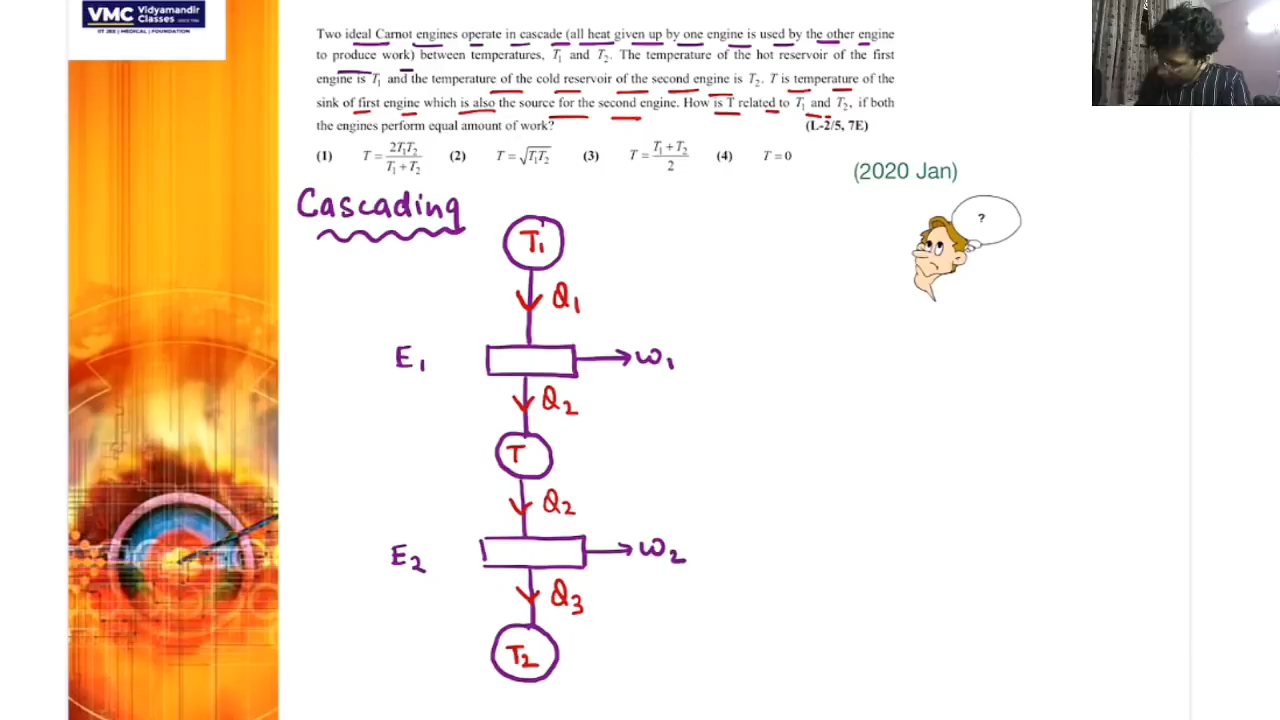 VMC Vidyamandir Classes SINCE 1986
IIT JEE | MEDICAL | FOUNDATION
Two ideal Carnot engines operate in cascade (all heat given up by one engine is used by the other engine
to produce work) between temperatures, T₁ and T₂. The temperature of the hot reservoir of the first
engine is T₁ and the temperature of the cold reservoir of the second engine is T₂. T is temperature of the
sink of first engine which is also the source for the second engine. How is T related to T₁ and T₂, if both
the engines perform equal amount of work? (L-2/5, 7E)
(1) T = 2T₁T₂/(T₁ + T₂) (2) T = √T₁T₂ (3) T = (T₁ + T₂)/2 (4) T = 0
(2020 Jan)
Cascading
?
T₁
Q₁
E₁ W₁
Q₂
T
Q₂
E₂ W₂
Q₃
T₂